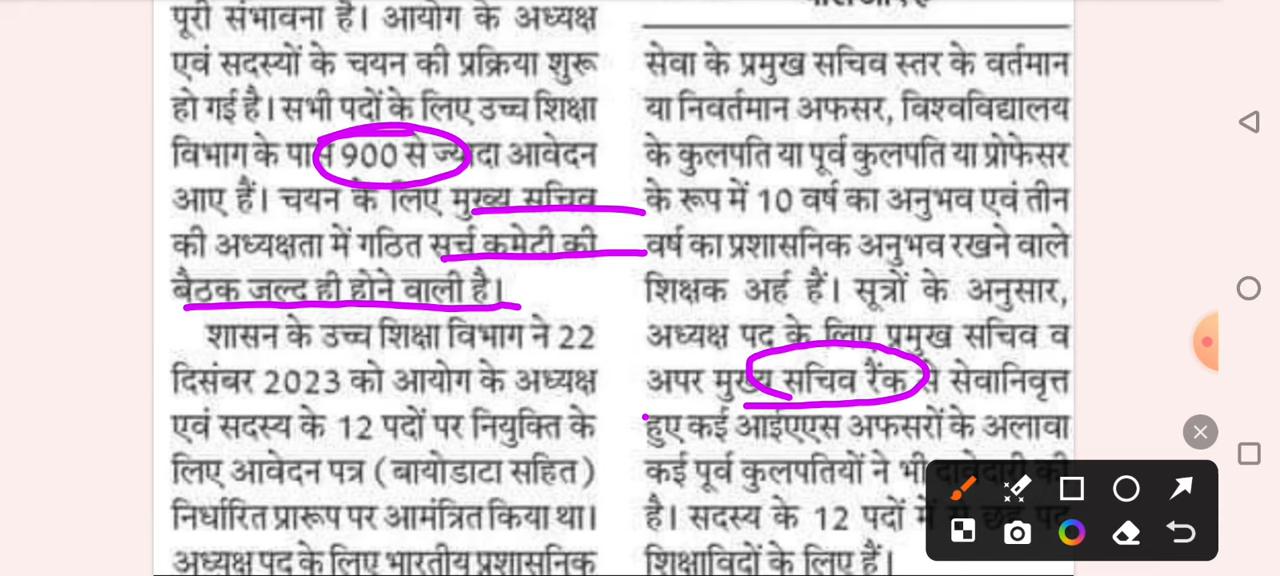 पूरी संभावना है। आयोग के अध्यक्ष
एवं सदस्यों के चयन की प्रक्रिया शुरू
हो गई है। सभी पदों के लिए उच्च शिक्षा
विभाग के पास 900 से ज्यादा आवेदन
आए हैं। चयन के लिए मुख्य सचिव
की अध्यक्षता में गठित सर्च कमेटी की
बैठक जल्द ही होने वाली है।
शासन के उच्च शिक्षा विभाग ने 22
दिसंबर 2023 को आयोग के अध्यक्ष
एवं सदस्य के 12 पदों पर नियुक्ति के
लिए आवेदन पत्र (बायोडाटा सहित)
निर्धारित प्रारूप पर आमंत्रित किया था।
अध्यक्ष पद के लिए भारतीय प्रशासनिक
सेवा के प्रमुख सचिव स्तर के वर्तमान
या निवर्तमान अफसर, विश्वविद्यालय
के कुलपति या पूर्व कुलपति या प्रोफेसर
के रूप में 10 वर्ष का अनुभव एवं तीन
वर्ष का प्रशासनिक अनुभव रखने वाले
शिक्षक अर्ह हैं। सूत्रों के अनुसार,
अध्यक्ष पद के लिए प्रमुख सचिव व
अपर मुख्य सचिव रैंक से सेवानिवृत्त
हुए कई आईएएस अफसरों के अलावा
कई पूर्व कुलपतियों ने भी दावेदारी की
है। सदस्य के 12 पदों में से छह पद
शिक्षाविदों के लिए हैं।